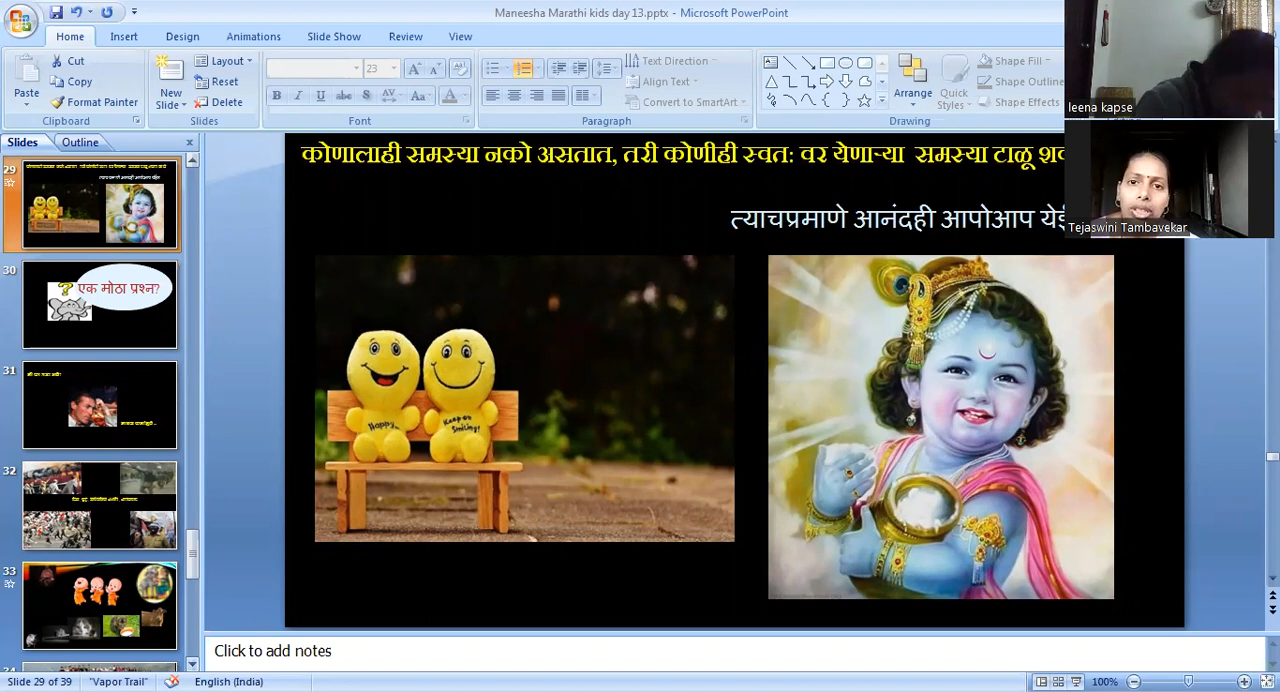 Maneesha Marathi kids day 13.pptx - Microsoft PowerPoint
Home Insert Design Animations Slide Show Review View
Paste
Cut
Copy
Format Painter
Clipboard
New Slide
Layout
Reset
Delete
Slides
23
B I U abc S AV Aa A
Font
Text Direction
Align Text
Convert to SmartArt
Paragraph
Arrange
Quick Styles
Shape Fill
Shape Outline
Shape Effects
Drawing
leena kapse
Tejaswini Tambavekar
Slides Outline
29
30
एक मोठा प्रश्न?
31
32
33
कोणालाही समस्या नको असतात, तरी कोणीही स्वत: वर येणाऱ्या समस्या टाळू
त्याचप्रमाणे आनंदही आपोआप
Happy
Keep on
Smiling!
Click to add notes
Slide 29 of 39 "Vapor Trail" English (India) 100%